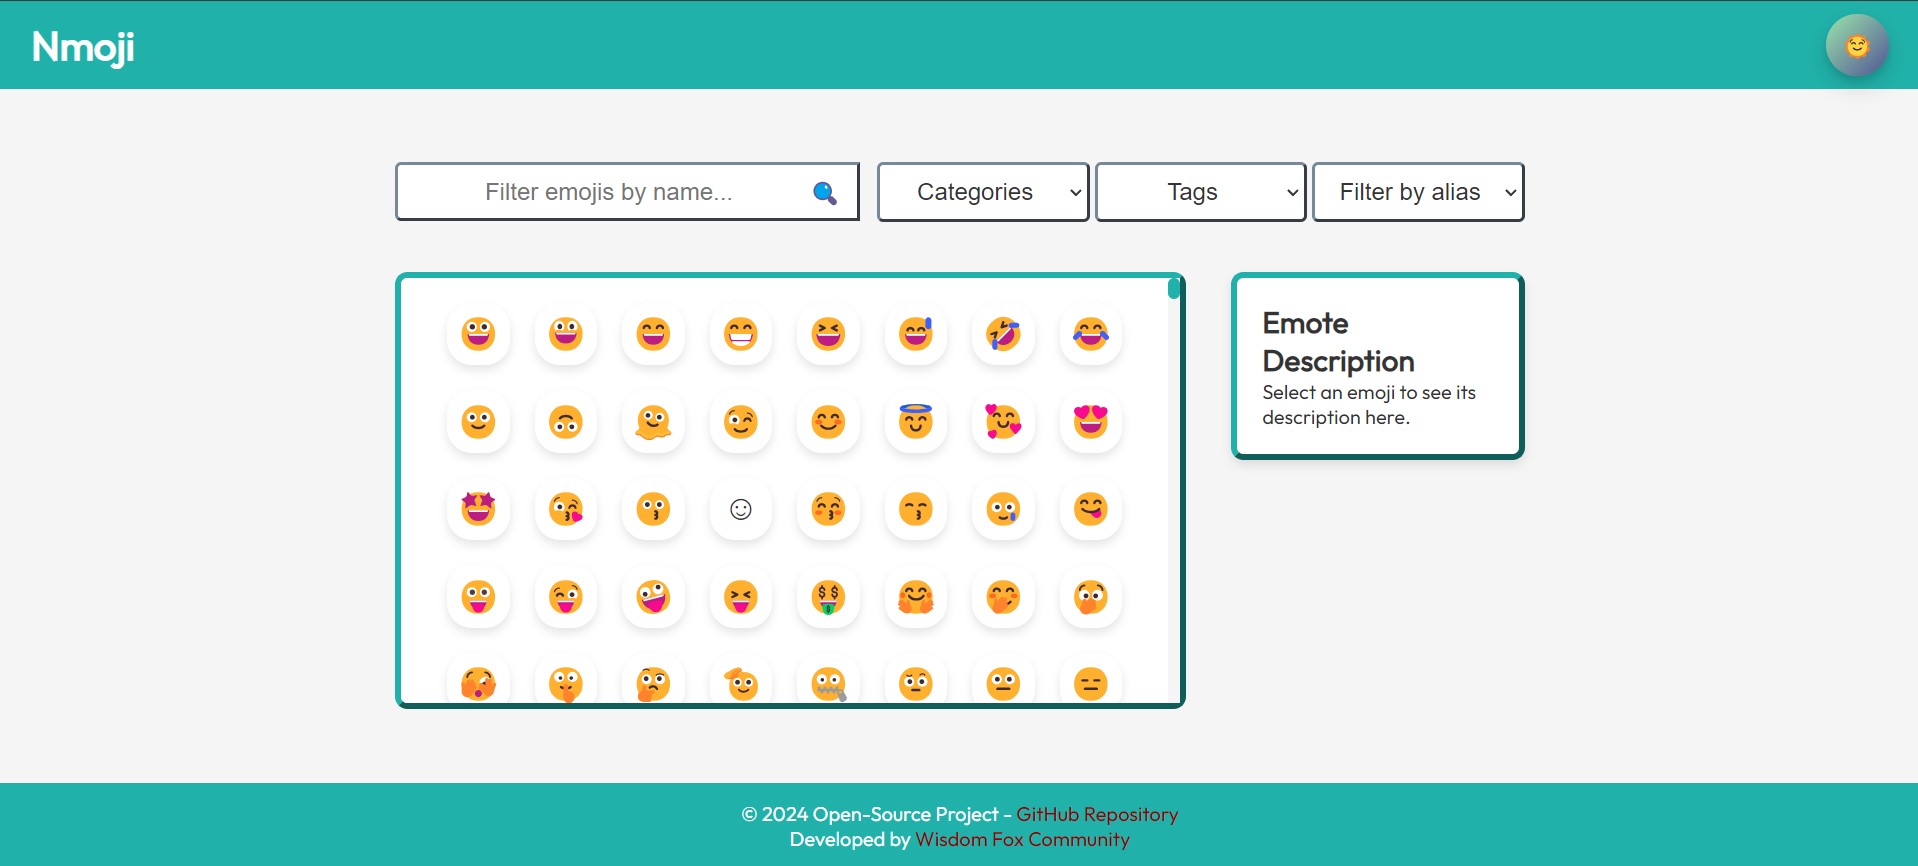 Nmoji
Filter emojis by name...
Categories
Tags
Filter by alias
Emote
Description
Select an emoji to see its
description here.
© 2024 Open-Source Project - GitHub Repository
Developed by Wisdom Fox Community